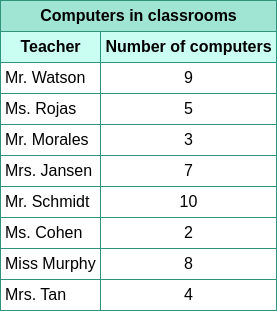 Computers in classrooms
Teacher Number of computers
Mr. Watson 9
Ms. Rojas 5
Mr. Morales 3
Mrs. Jansen 7
Mr. Schmidt 10
Ms. Cohen 2
Miss Murphy 8
Mrs. Tan 4